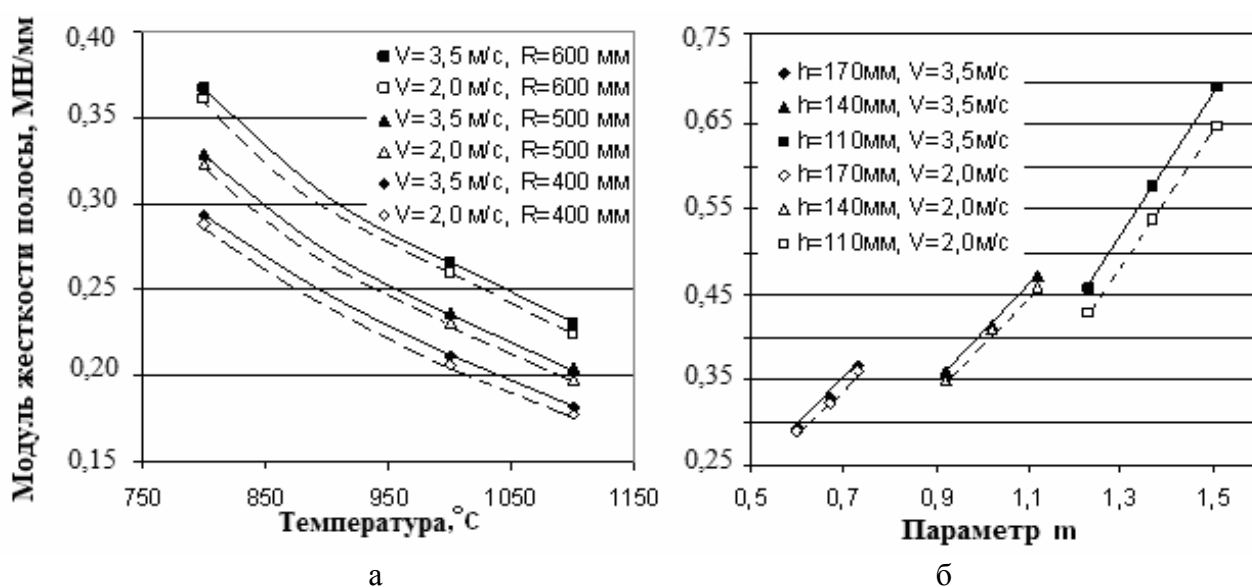 Модуль жесткости полосы, МН/мм
0,40
0,35
0,30
0,25
0,20
0,15
750
850
950
1050
1150
Температура,°С
V=3,5 м/с, R=600 мм
V=2,0 м/с, R=600 мм
V=3,5 м/с, R=500 мм
V=2,0 м/с, R=500 мм
V=3,5 м/с, R=400 мм
V=2,0 м/с, R=400 мм
а
0,75
0,65
0,55
0,45
0,35
0,25
0,5
0,7
0,9
1,1
1,3
1,5
Параметр m
h=170мм, V=3,5м/с
h=140мм, V=3,5м/с
h=110мм, V=3,5м/с
h=170мм, V=2,0м/с
h=140мм, V=2,0м/с
h=110мм, V=2,0м/с
б